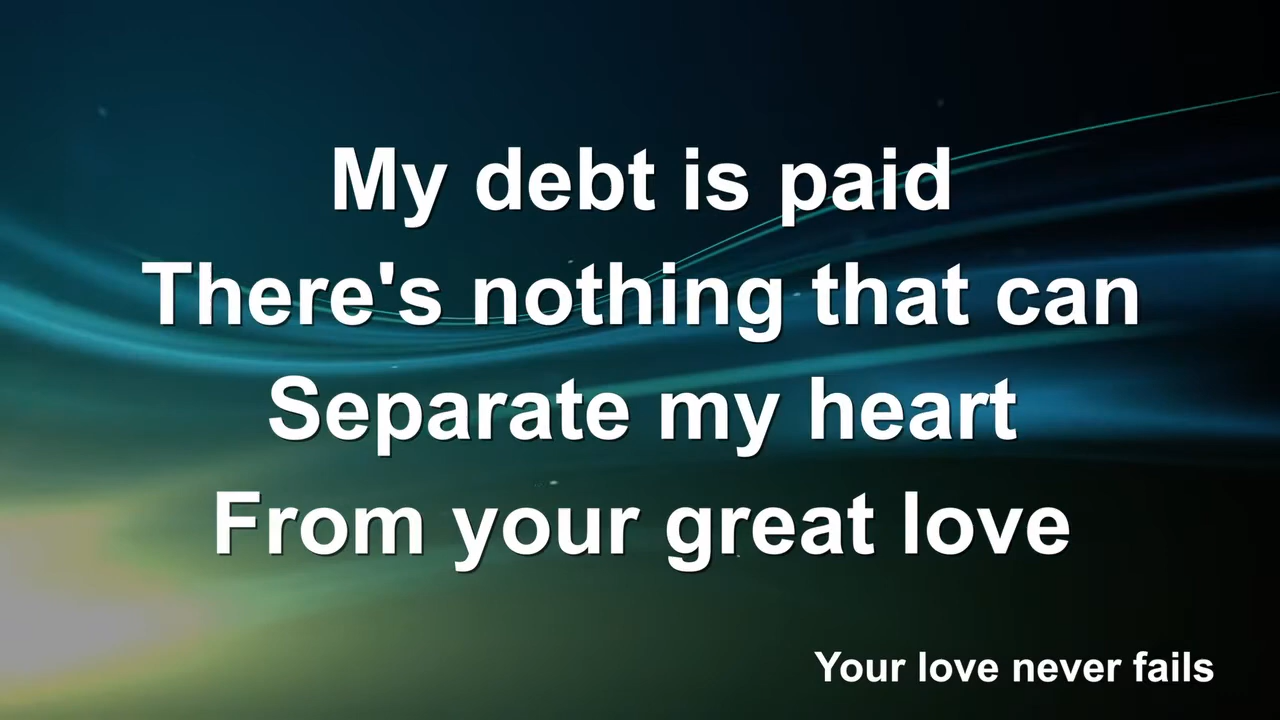 My debt is paid
There's nothing that can
Separate my heart
From your great love
Your love never fails